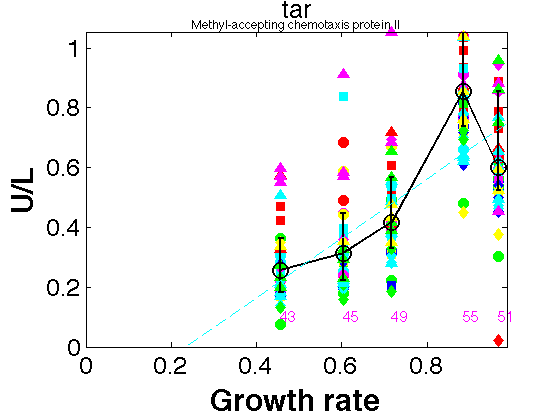 tar
Methyl-accepting chemotaxis protein II
1
0.8
0.6
0.4
0.2
0
U/L
43 45 49 55 51
0 0.2 0.4 0.6 0.8
Growth rate